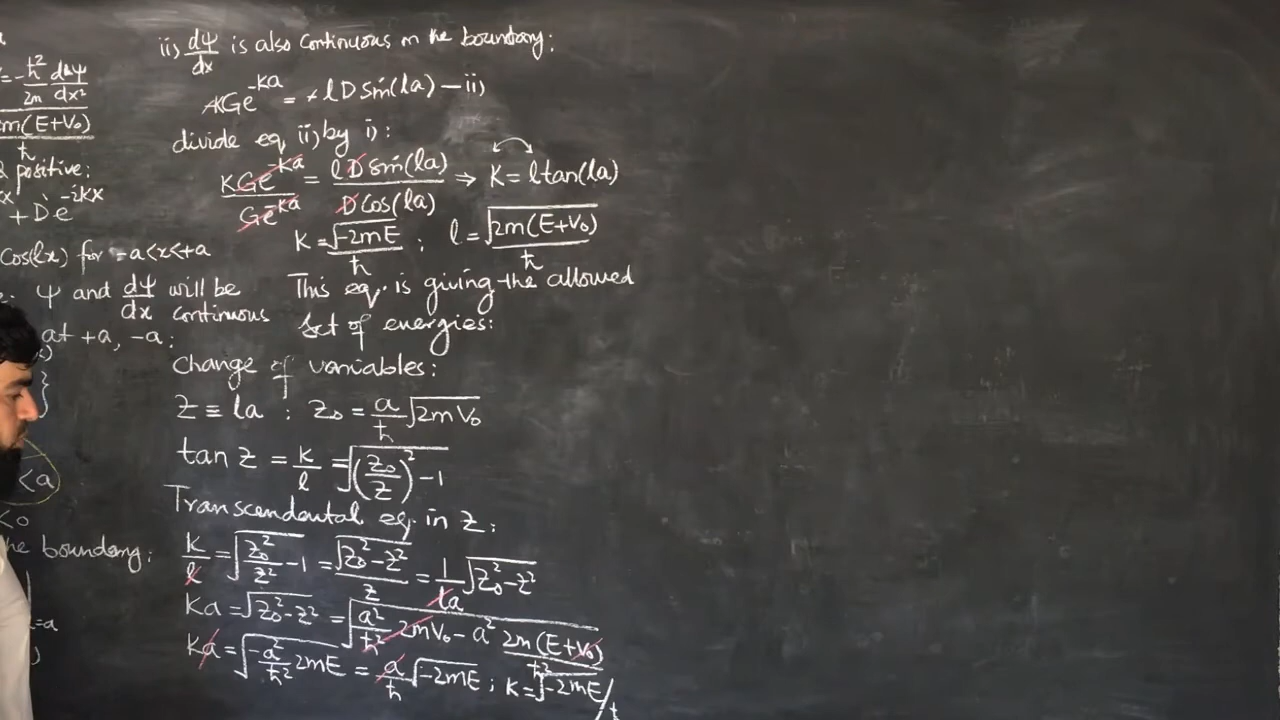 = -ħ²/2m d²ψ/dx²
m(E+V₀)
ħ
positive:
+ D e^-ikx
Cos(lx) for -a<x<+a
ψ and dψ/dx will be
continuous
at +a, -a;
<a
<0
he boundary:
=a
ii) dψ/dx is also continuous on the boundary:
KGe^-Ka = lD Sin(la) — ii)
divide eq ii) by i):
KGe^-Ka / Ge^-Ka = lD Sin(la) / D Cos(la) ⇒ K = l tan(la)
K = √(-2mE)/ħ ; l = √(2m(E+V₀))/ħ
This eq. is giving the allowed
Set of energies:
Change of variables:
Z ≡ la ; Z₀ = a/ħ √(2mV₀)
tan Z = K/l = √((Z₀/Z)² - 1)
Transcendental eq. in Z:
K/l = √(Z₀²/Z² - 1) = √(Z₀² - Z²)/Z = 1/la √(Z₀² - Z²)
Ka = √(Z₀² - Z²) = √(a²/ħ² 2mV₀ - a² 2m(E+V₀)/ħ²)
Ka = √(-a²/ħ² 2mE) = a/ħ √(-2mE) ; K = √(-2mE)/ħ